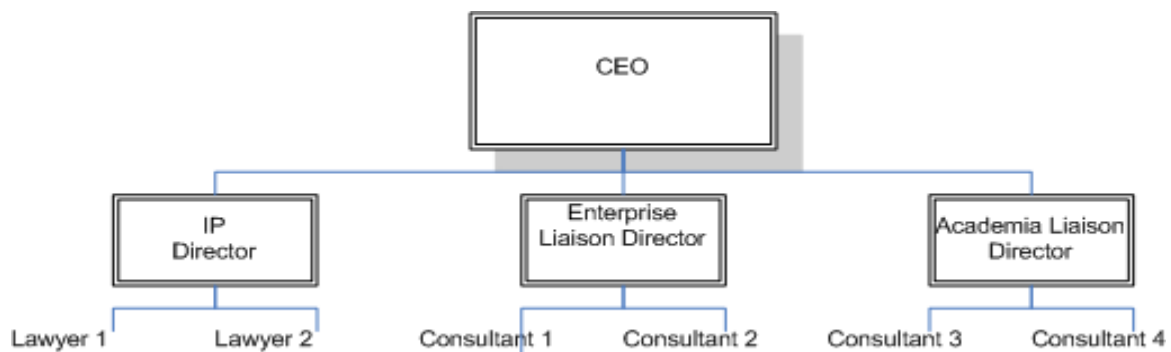 CEO
IP
Director
Enterprise
Liaison Director
Academia Liaison
Director
Lawyer 1
Lawyer 2
Consultant 1
Consultant 2
Consultant 3
Consultant 4